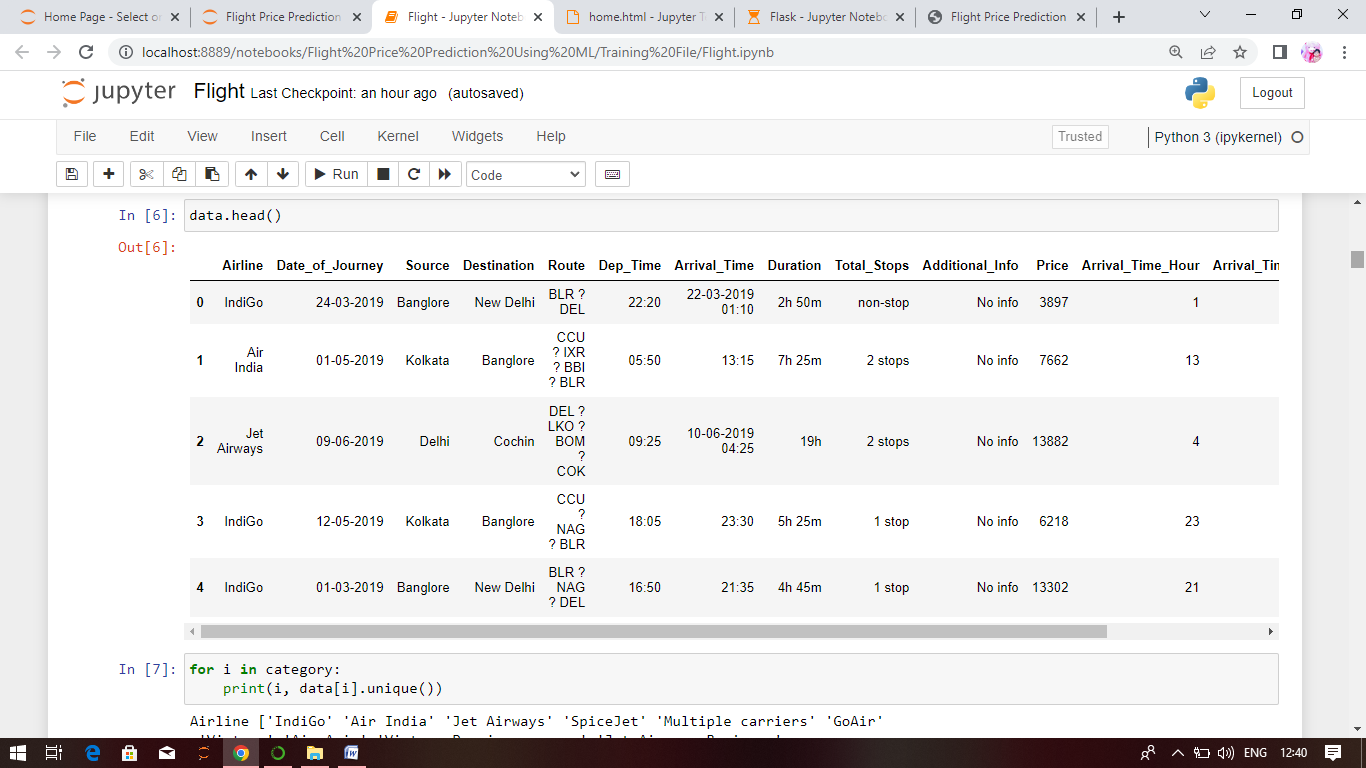 Home Page - Select or
Flight Price Prediction
Flight - Jupyter Noteb
home.html - Jupyter T
Flask - Jupyter Notebo
Flight Price Prediction
localhost:8889/notebooks/Flight%20Price%20Prediction%20Using%20ML/Training%20File/Flight.ipynb
jupyter Flight Last Checkpoint: an hour ago (autosaved)
Logout
File Edit View Insert Cell Kernel Widgets Help
Trusted
Python 3 (ipykernel)
Run
Code
In [6]: data.head()
Out[6]:
Airline Date_of_Journey Source Destination Route Dep_Time Arrival_Time Duration Total_Stops Additional_Info Price Arrival_Time_Hour Arrival_Tin
0 IndiGo 24-03-2019 Banglore New Delhi BLR ? DEL 22:20 22-03-2019 01:10 2h 50m non-stop No info 3897 1
1 Air India 01-05-2019 Kolkata Banglore CCU ? IXR ? BBI ? BLR 05:50 13:15 7h 25m 2 stops No info 7662 13
2 Jet Airways 09-06-2019 Delhi Cochin DEL ? LKO ? BOM ? COK 09:25 10-06-2019 04:25 19h 2 stops No info 13882 4
3 IndiGo 12-05-2019 Kolkata Banglore CCU ? NAG ? BLR 18:05 23:30 5h 25m 1 stop No info 6218 23
4 IndiGo 01-03-2019 Banglore New Delhi BLR ? NAG ? DEL 16:50 21:35 4h 45m 1 stop No info 13302 21
In [7]: for i in category:
print(i, data[i].unique())
Airline ['IndiGo' 'Air India' 'Jet Airways' 'SpiceJet' 'Multiple carriers' 'GoAir'
ENG 12:40